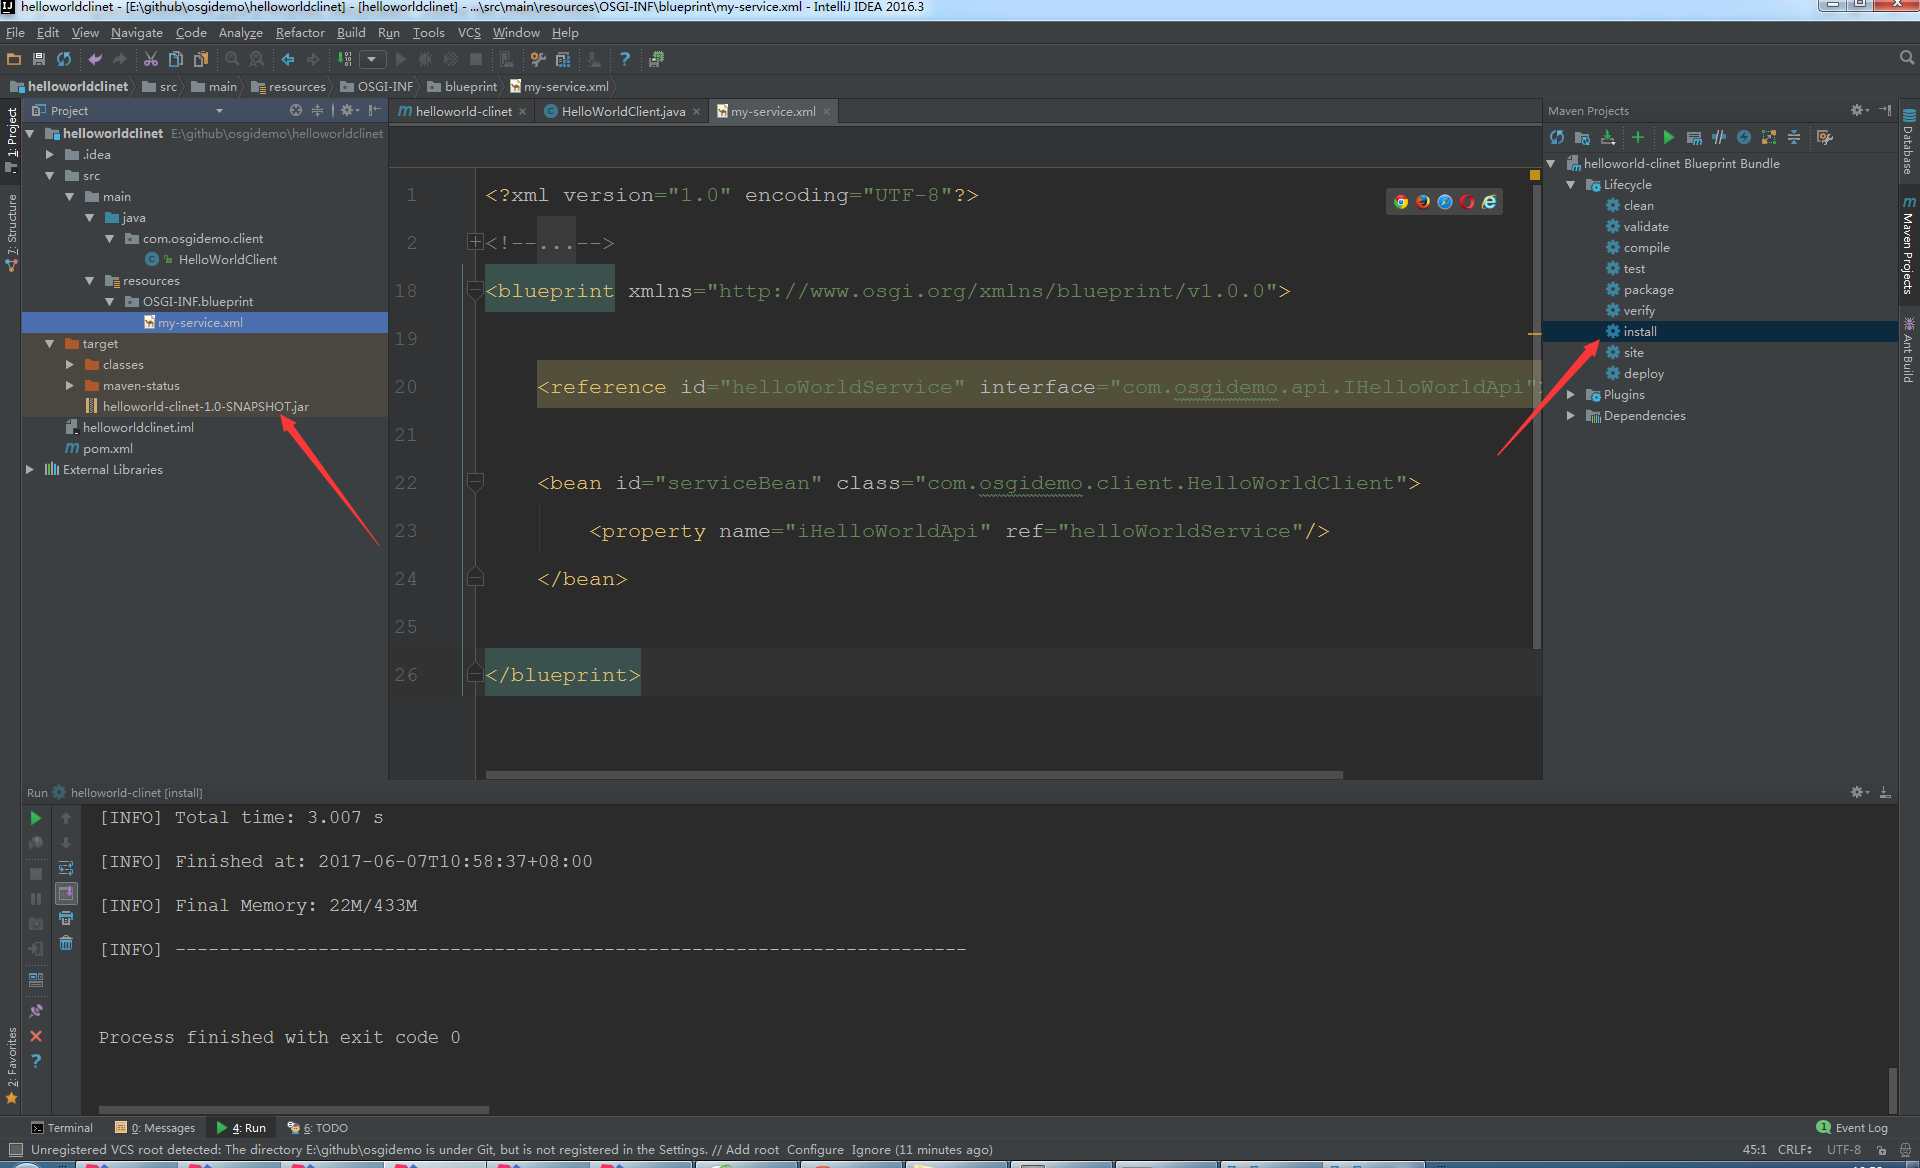 helloworldclinet - [E:\github\osgidemo\helloworldclinet] - [helloworldclinet] - ...\src\main\resources\OSGI-INF\blueprint\my-service.xml - IntelliJ IDEA 2016.3
File Edit View Navigate Code Analyze Refactor Build Run Tools VCS Window Help
helloworldclinet src main resources OSGI-INF blueprint my-service.xml
Project
helloworld-clinet HelloWorldClient.java my-service.xml
Maven Projects
1: Project
7: Structure
2: Favorites
helloworldclinet E:\github\osgidemo\helloworldclinet
.idea
src
main
java
com.osgidemo.client
HelloWorldClient
resources
OSGI-INF.blueprint
my-service.xml
target
classes
maven-status
helloworld-clinet-1.0-SNAPSHOT.jar
helloworldclinet.iml
pom.xml
External Libraries
1 <?xml version="1.0" encoding="UTF-8"?>
2 <!--...-->
18 <blueprint xmlns="http://www.osgi.org/xmlns/blueprint/v1.0.0">
19
20 <reference id="helloWorldService" interface="com.osgidemo.api.IHelloWorldApi"
21
22 <bean id="serviceBean" class="com.osgidemo.client.HelloWorldClient">
23 <property name="iHelloWorldApi" ref="helloWorldService"/>
24 </bean>
25
26 </blueprint>
helloworld-clinet Blueprint Bundle
Lifecycle
clean
validate
compile
test
package
verify
install
site
deploy
Plugins
Dependencies
Database
Maven Projects
Ant Build
Run helloworld-clinet [install]
[INFO] Total time: 3.007 s
[INFO] Finished at: 2017-06-07T10:58:37+08:00
[INFO] Final Memory: 22M/433M
[INFO] ------------------------------------------------------------------------
Process finished with exit code 0
Terminal 0: Messages 4: Run 6: TODO
1 Event Log
Unregistered VCS root detected: The directory E:\github\osgidemo is under Git, but is not registered in the Settings. // Add root Configure Ignore (11 minutes ago)
45:1 CRLF UTF-8